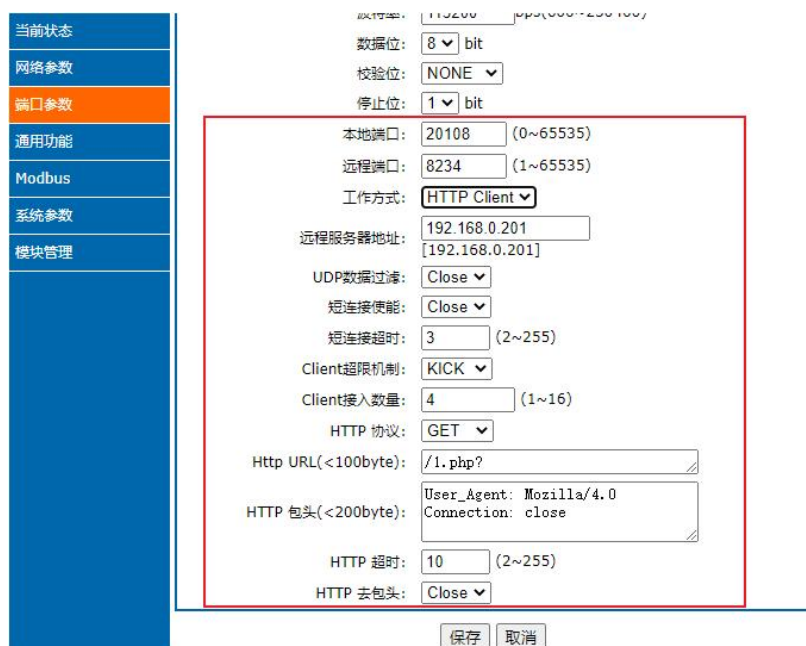 当前状态
网络参数
端口参数
通用功能
Modbus
系统参数
模块管理
数据位: 8 bit
校验位: NONE
停止位: 1 bit
本地端口: 20108 (0~65535)
远程端口: 8234 (1~65535)
工作方式: HTTP Client
远程服务器地址: 192.168.0.201
[192.168.0.201]
UDP数据过滤: Close
短连接使能: Close
短连接超时: 3 (2~255)
Client超限机制: KICK
Client接入数量: 4 (1~16)
HTTP 协议: GET
Http URL(<100byte): /1.php?
HTTP 包头(<200byte): User_Agent: Mozilla/4.0
Connection: close
HTTP 超时: 10 (2~255)
HTTP 去包头: Close
保存 取消